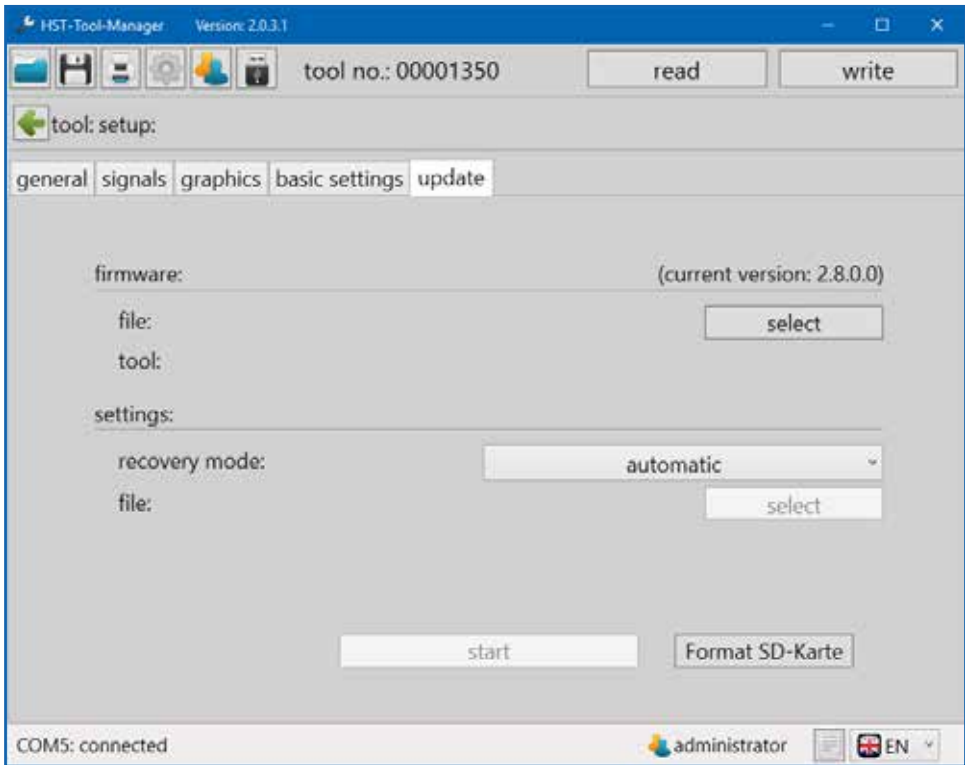 HST-Tool-Manager Version: 2.0.3.1
tool no.: 00001350 read write
tool: setup:
general signals graphics basic settings update
firmware: (current version: 2.8.0.0)
file: select
tool:
settings:
recovery mode: automatic
file: select
start Format SD-Karte
COM5: connected administrator EN